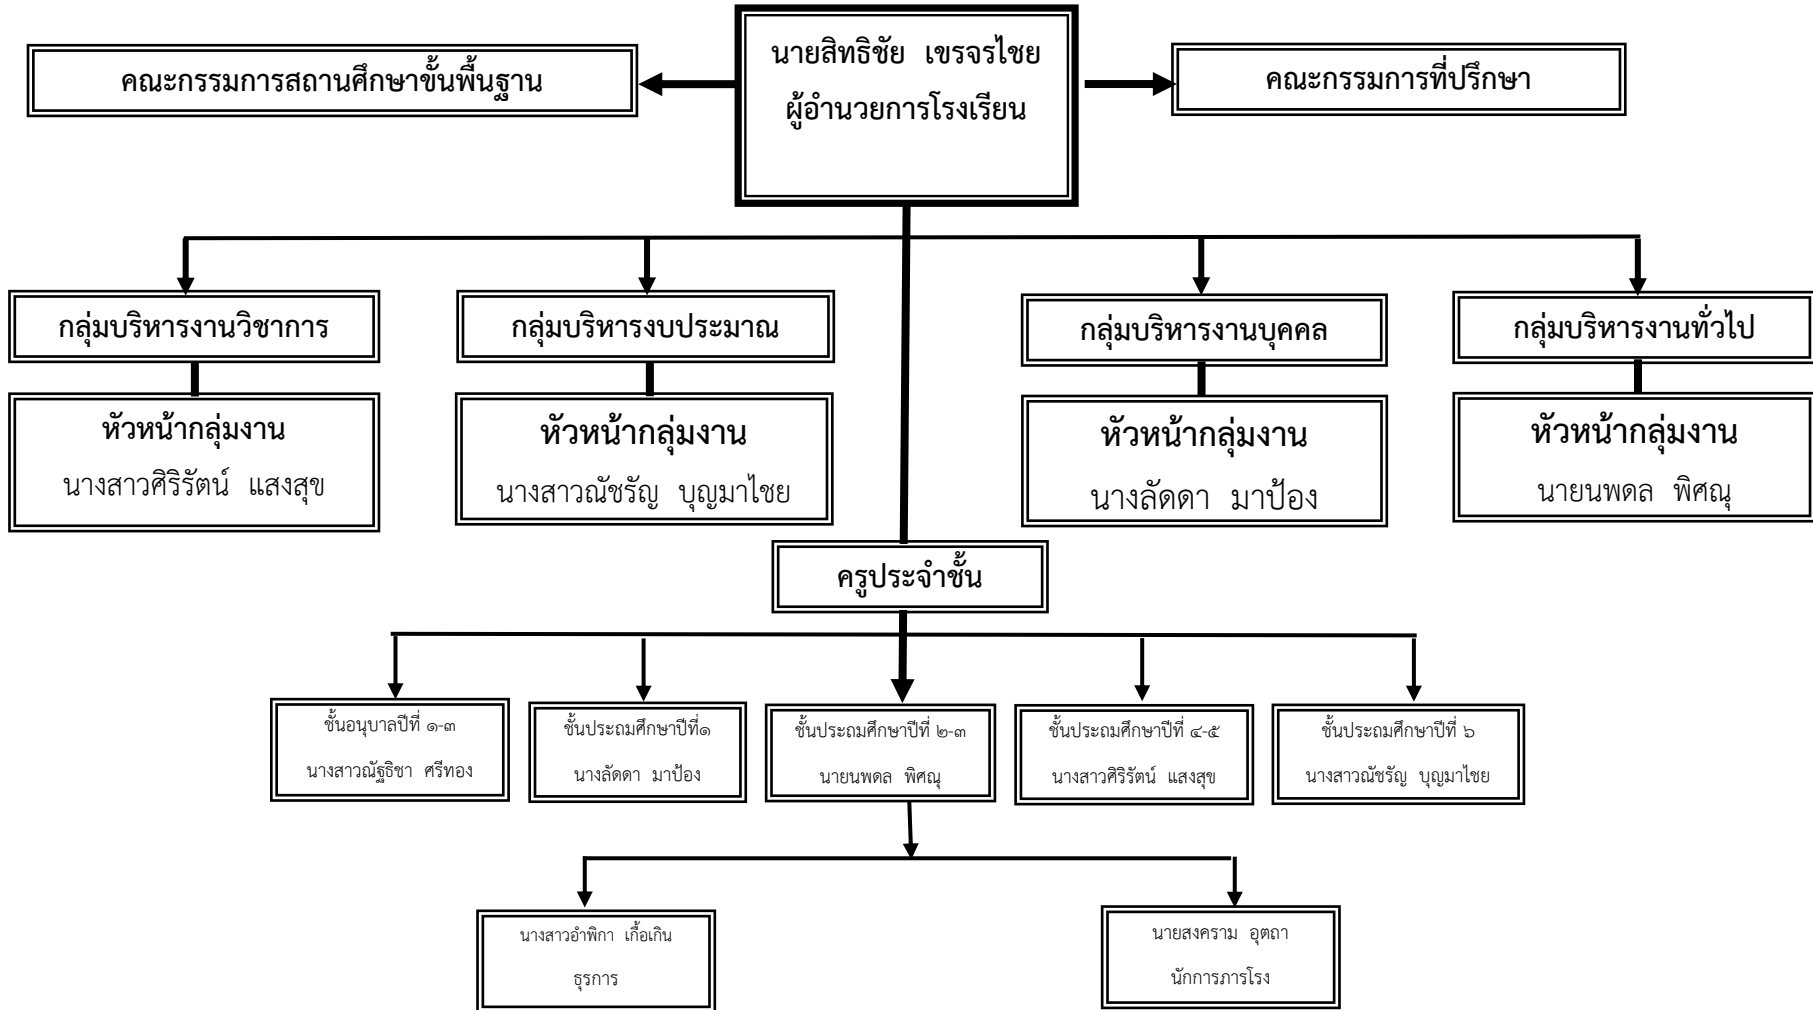 นายสิทธิชัย เขรจรไชย
ผู้อำนวยการโรงเรียน
คณะกรรมการสถานศึกษาขั้นพื้นฐาน
คณะกรรมการที่ปรึกษา
กลุ่มบริหารงานวิชาการ
กลุ่มบริหารงบประมาณ
กลุ่มบริหารงานบุคคล
กลุ่มบริหารงานทั่วไป
หัวหน้ากลุ่มงาน
นางสาวศิริรัตน์ แสงสุข
หัวหน้ากลุ่มงาน
นางสาวณัชรัญ บุญมาไชย
หัวหน้ากลุ่มงาน
นางลัดดา มาป้อง
หัวหน้ากลุ่มงาน
นายนพดล พิศณุ
ครูประจำชั้น
ชั้นอนุบาลปีที่ ๑-๓
นางสาวณัฐธิชา ศรีทอง
ชั้นประถมศึกษาปีที่๑
นางลัดดา มาป้อง
ชั้นประถมศึกษาปีที่ ๒-๓
นายนพดล พิศณุ
ชั้นประถมศึกษาปีที่ ๔-๕
นางสาวศิริรัตน์ แสงสุข
ชั้นประถมศึกษาปีที่ ๖
นางสาวณัชรัญ บุญมาไชย
นางสาวอำพิกา เกื้อเกิน
ธุรการ
นายสงคราม อุตถา
นักการภารโรง